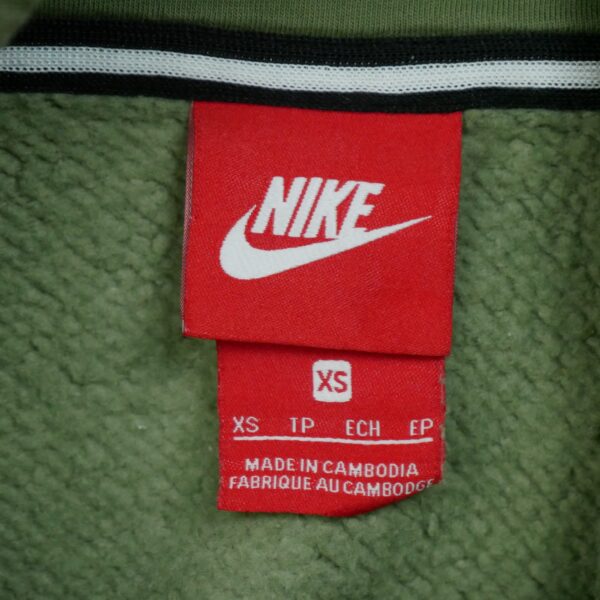 NIKE
XS
XS TP ECH EP
MADE IN CAMBODIA
FABRIQUE AU CAMBODGE